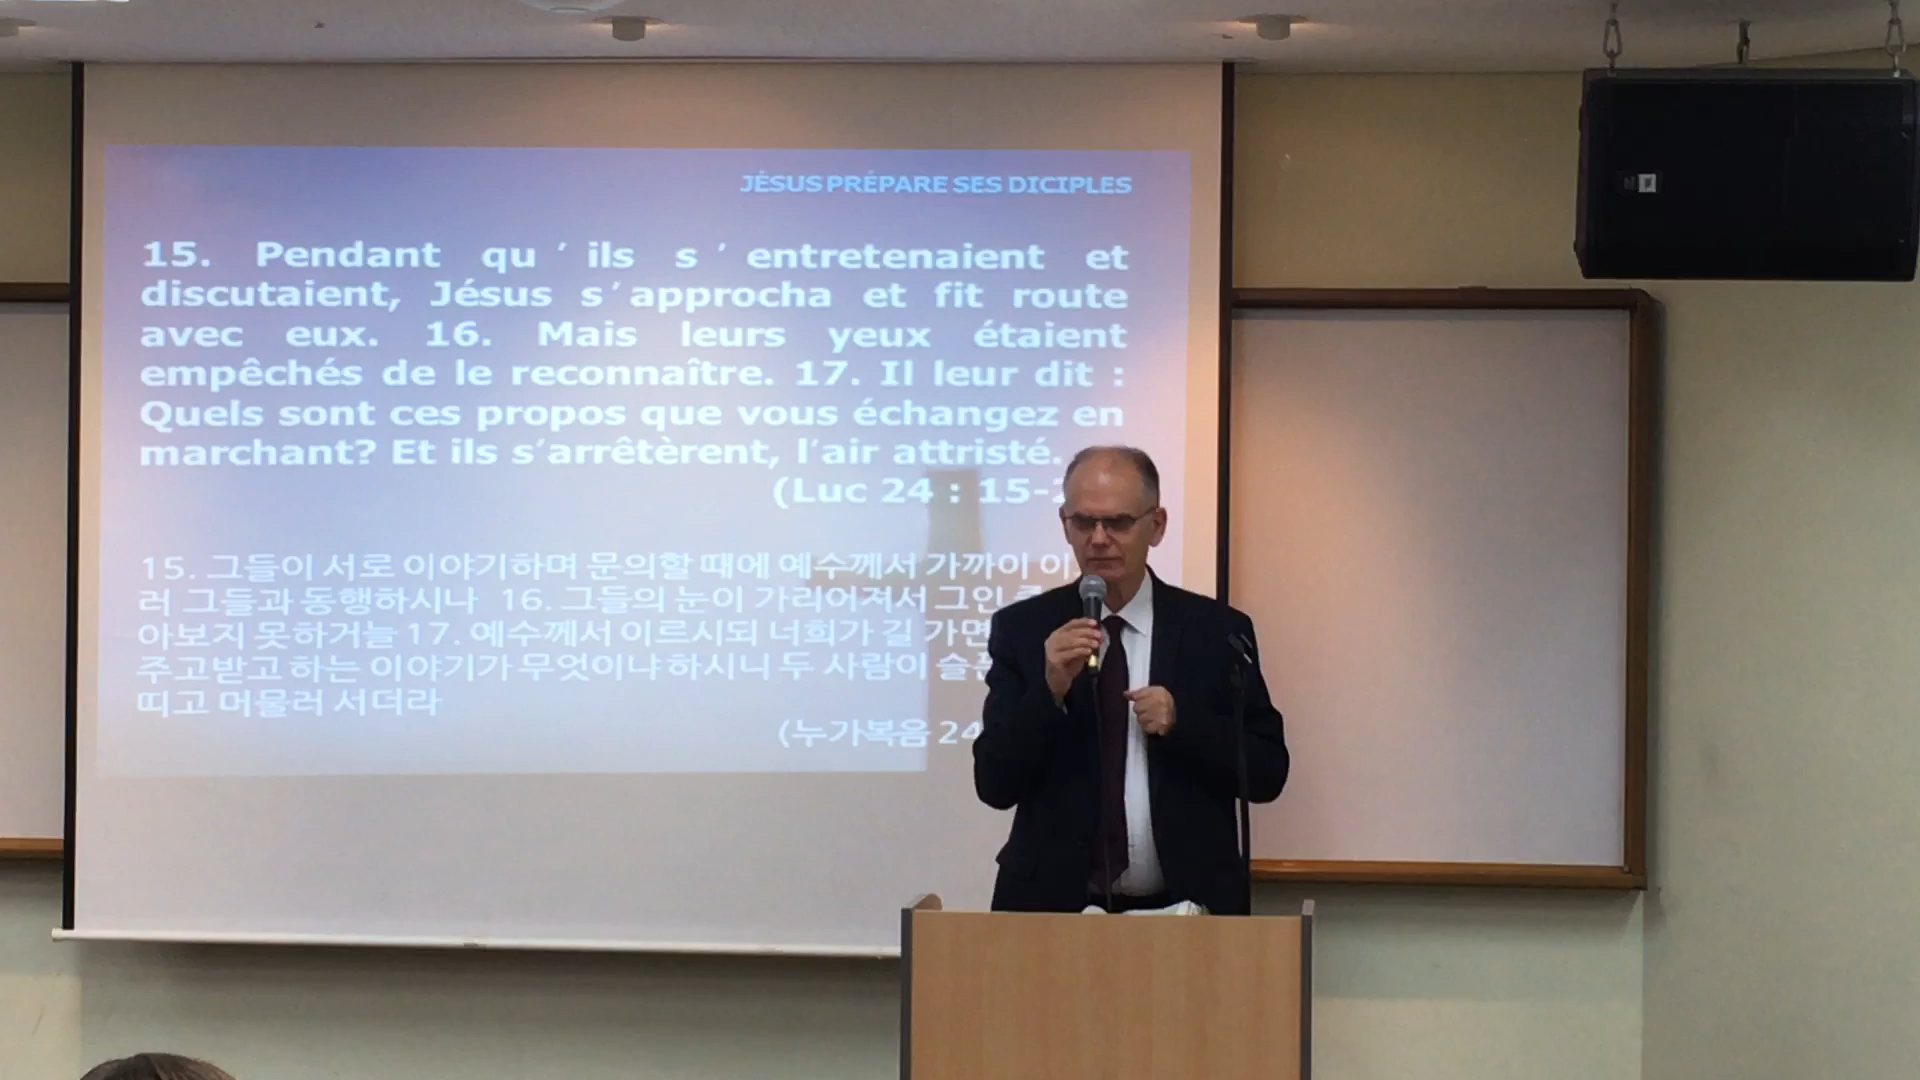 JÉSUS PRÉPARE SES DICIPLES
15. Pendant qu´ils s´entretenaient et
discutaient, Jésus s´approcha et fit route
avec eux. 16. Mais leurs yeux étaient
empêchés de le reconnaître. 17. Il leur dit :
Quels sont ces propos que vous échangez en
marchant? Et ils s´arrêtèrent, l´air attristé.
(Luc 24 : 15-
15. 그들이 서로 이야기하며 문의할 때에 예수께서 가까이
러 그들과 동행하시나 16. 그들의 눈이 가리어져서 그인
아보지 못하거늘 17. 예수께서 이르시되 너희가 길 가면
주고받고 하는 이야기가 무엇이냐 하시니 두 사람이
띠고 머물러 서더라
(누가복음 24